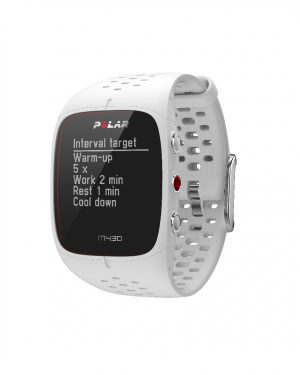 POLAR
Interval target
Warm-up
5 x
Work 2 min
Rest 1 min
Cool down
M430